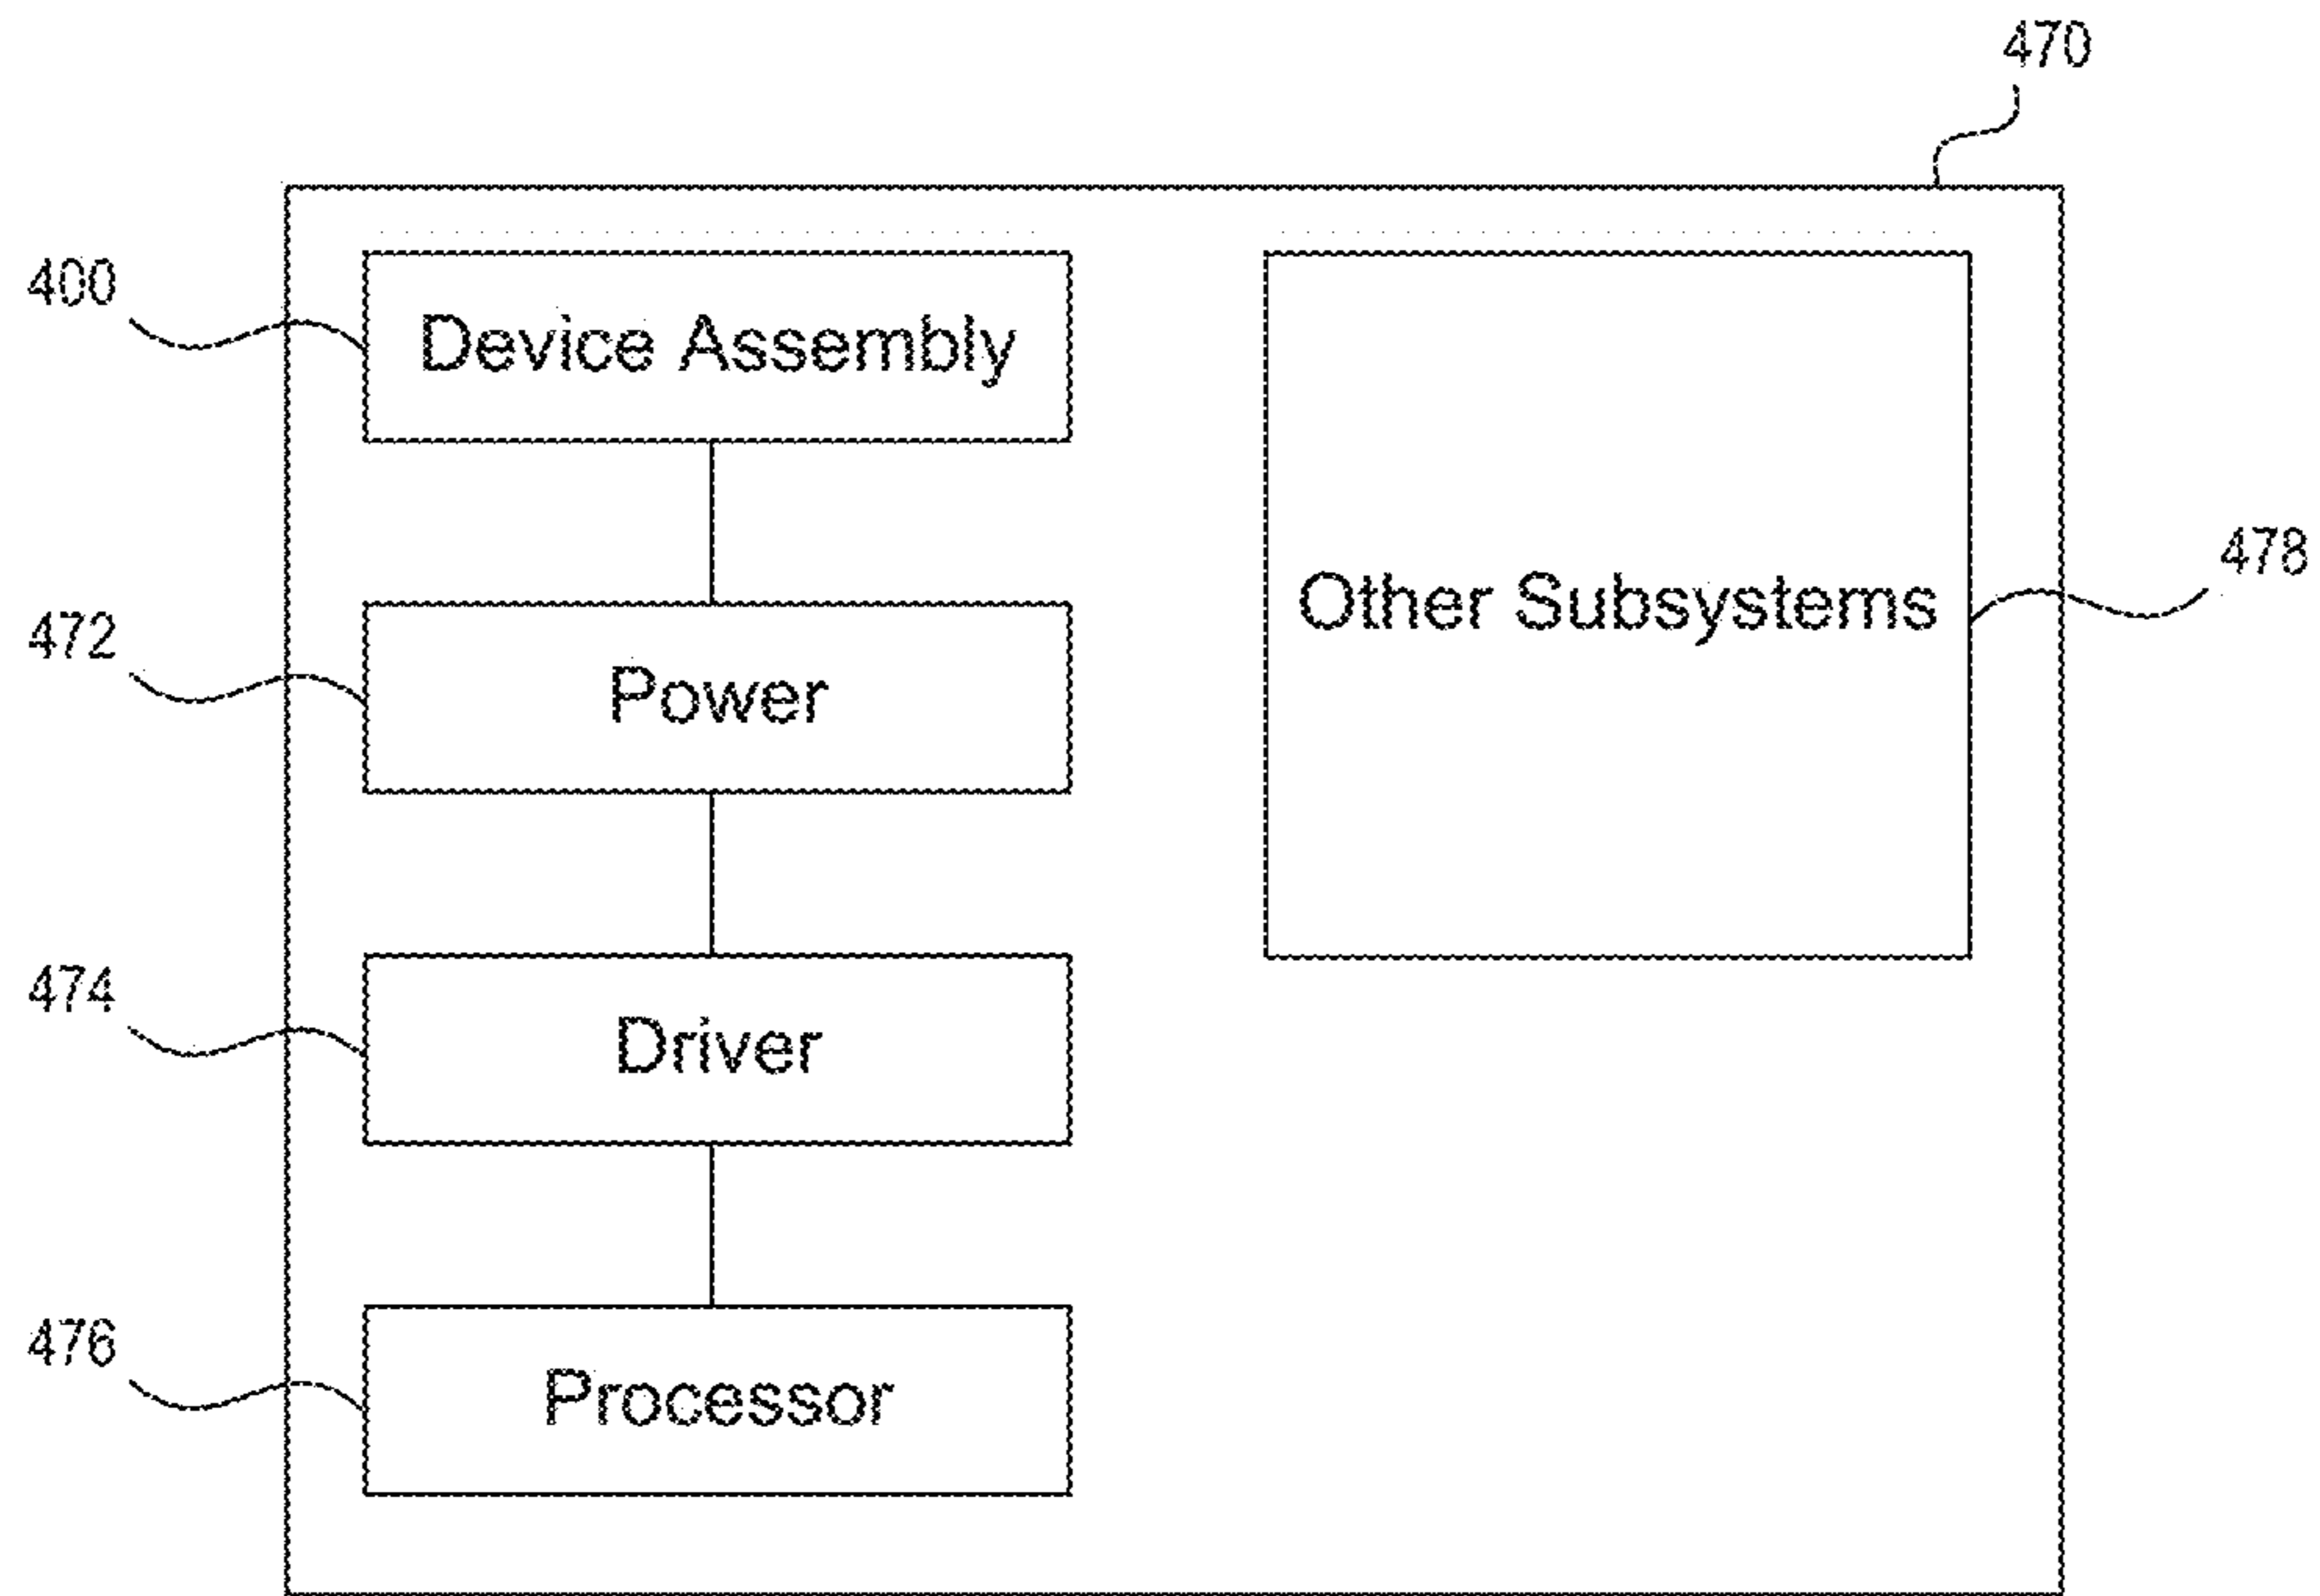 470
400
Device Assembly
478
Other Subsystems
472
Power
474
Driver
476
Processor